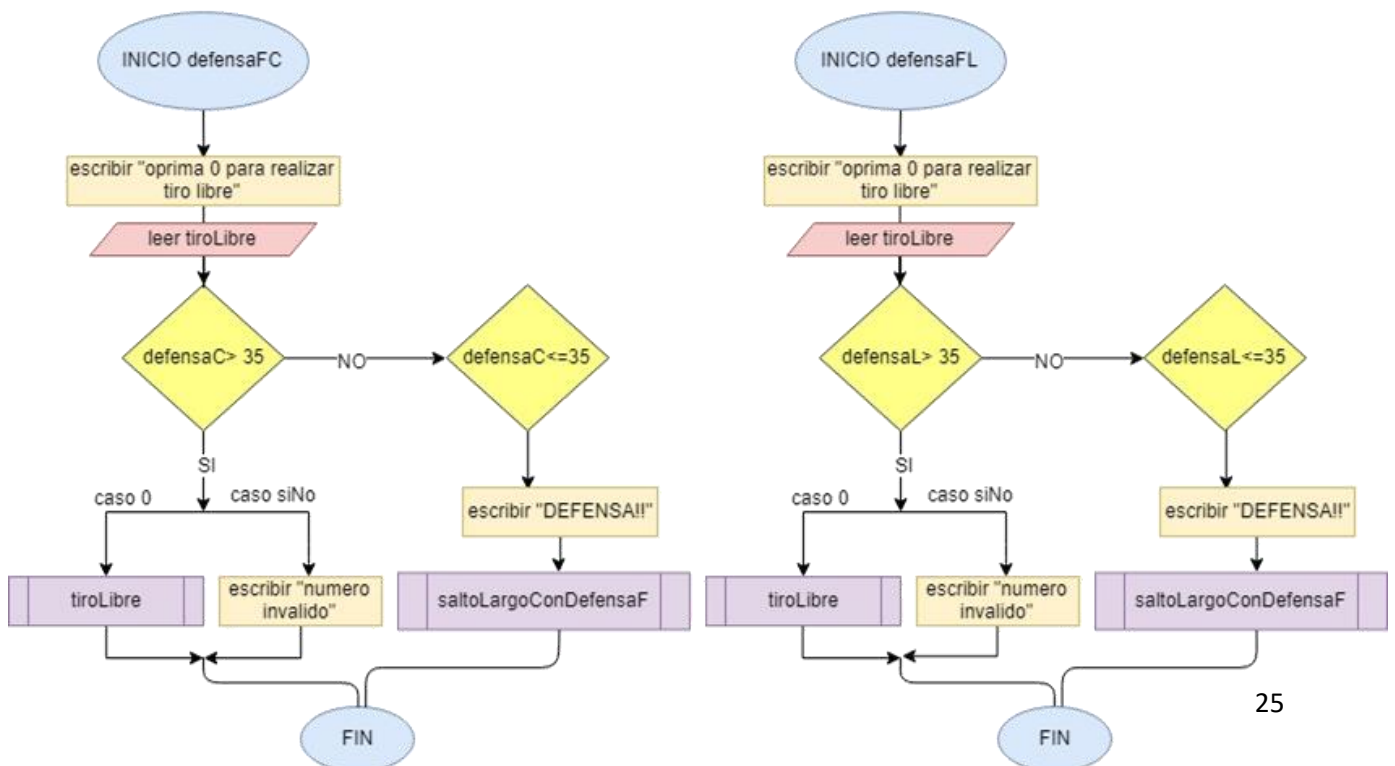 INICIO defensaFC
escribir "oprima 0 para realizar
tiro libre"
leer tiroLibre
defensaC> 35
NO
defensaC<=35
SI
caso 0
caso siNo
escribir "DEFENSA!!"
tiroLibre
escribir "numero
invalido"
saltoLargoConDefensaF
FIN
INICIO defensaFL
escribir "oprima 0 para realizar
tiro libre"
leer tiroLibre
defensaL> 35
NO
defensaL<=35
SI
caso 0
caso siNo
escribir "DEFENSA!!"
tiroLibre
escribir "numero
invalido"
saltoLargoConDefensaF
FIN
25